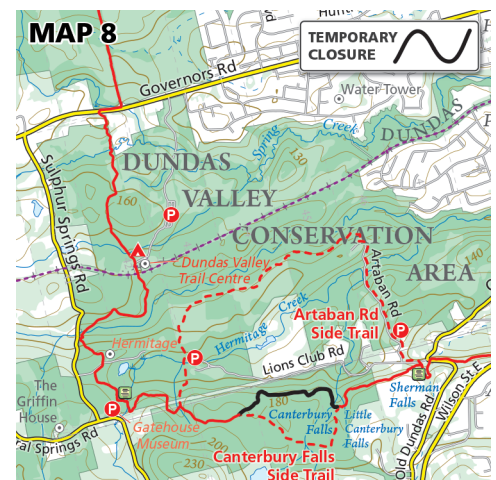 MAP 8
TEMPORARY
CLOSURE
Governors Rd
Water Tower
Spring
Creek
DUNDAS
DUNDAS
130
VALLEY
160
P
Sulphur Springs Rd
CONSERVATION
AREA
140
Dundas Valley
Trail Centre
Artaban Rd
Hermitage
Creek
Artaban Rd
Side Trail
P
Hermitage
P
Lions Club Rd
The
Griffin
House
P
180
Sherman
Falls
Canterbury
Falls
Little
Canterbury
Falls
Gatehouse
Museum
ral Springs Rd
200
230
Old Dundas Rd
Wilson St E
Canterbury Falls
Side Trail